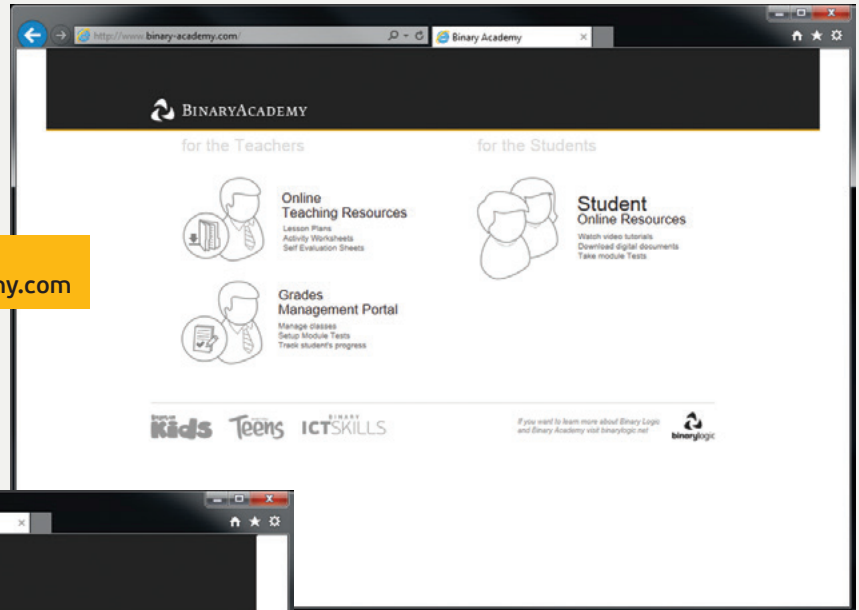 http://www.binary-academy.com/
Binary Academy
BINARYACADEMY
for the Teachers
for the Students
Online
Teaching Resources
Lesson Plans
Activity Worksheets
Self Evaluation Sheets
Student
Online Resources
Watch video tutorials
Download digital documents
Take module Tests
my.com
Grades
Management Portal
Manage classes
Setup Module Tests
Track student's progress
Kids
Teens
BINARY
ICTSKILLS
If you want to learn more about Binary Logic
and Binary Academy visit binarylogic.net
binarylogic